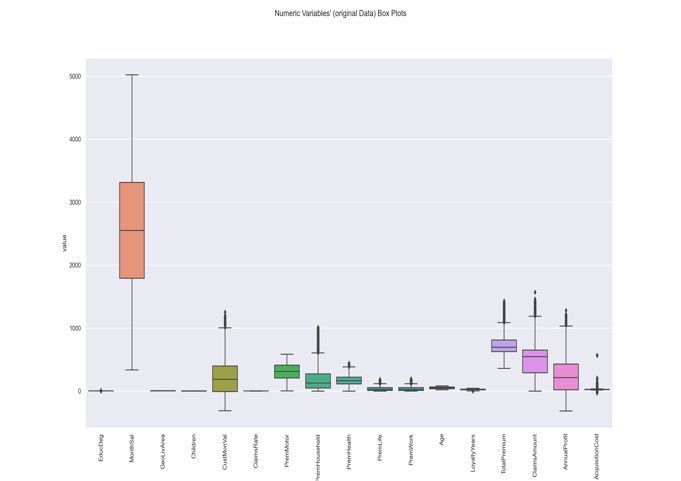 Numeric Variables' (original Data) Box Plots
5000
4000
3000
2000
1000
0
value
EducDeg
MonthSal
GeoLivArea
Children
CustMonVal
ClaimsRate
PremMotor
PremHousehold
PremHealth
PremLife
PremWork
Age
LoyaltyYears
TotalPremium
ClaimsAmount
AnnualProfit
AcquisitionCost